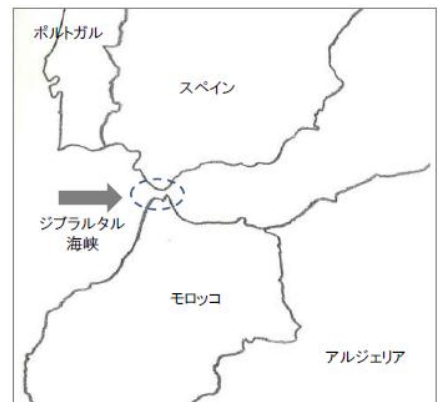 ポルトガル
スペイン
ジブラルタル
海峡
モロッコ
アルジェリア